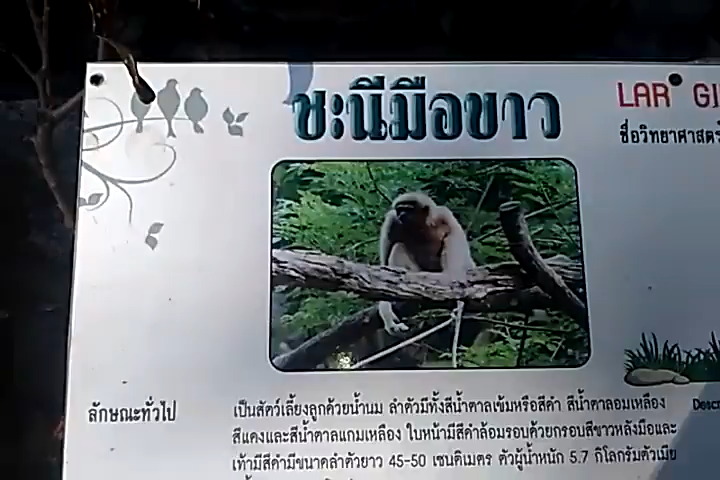 ชะนีมือขาว
LAR GI
ชื่อวิทยาศาสตร์
ลักษณะทั่วไป
เป็นสัตว์เลี้ยงลูกด้วยน้ำนม ลำตัวมีทั้งสีน้ำตาลเข้มหรือสีดำ สีน้ำตาลอมเหลือง
สีแดงและสีน้ำตาลแกมเหลือง ใบหน้ามีสีดำล้อมรอบด้วยกรอบสีขาวหลังมือและ
เท้ามีสีดำมีขนาดลำตัวยาว 45-50 เซนติเมตร ตัวผู้น้ำหนัก 5.7 กิโลกรัมตัวเมีย
Descr